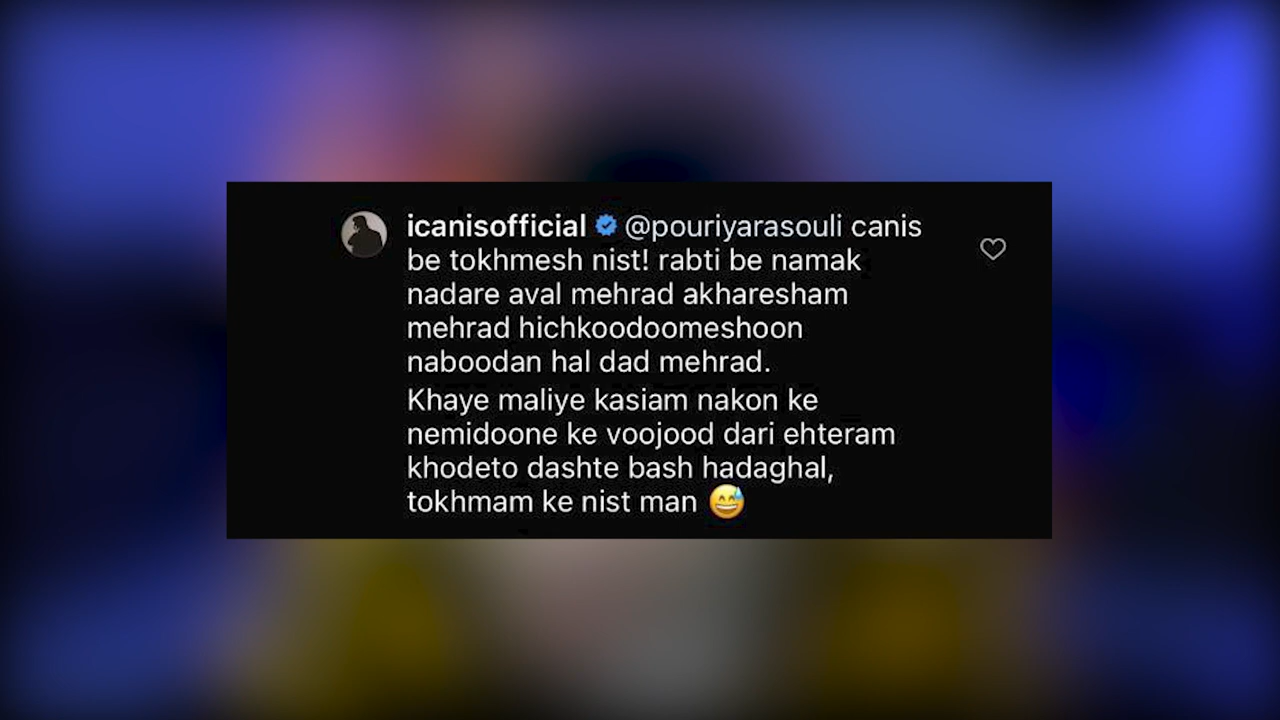 icanisofficial @pouriyarasouli canis
be tokhmesh nist! rabti be namak
nadare aval mehrad akharesham
mehrad hichkoodoomeshoon
naboodan hal dad mehrad.
Khaye maliye kasiam nakon ke
nemidoone ke voojood dari ehteram
khodeto dashte bash hadaghal,
tokhmam ke nist man 😅